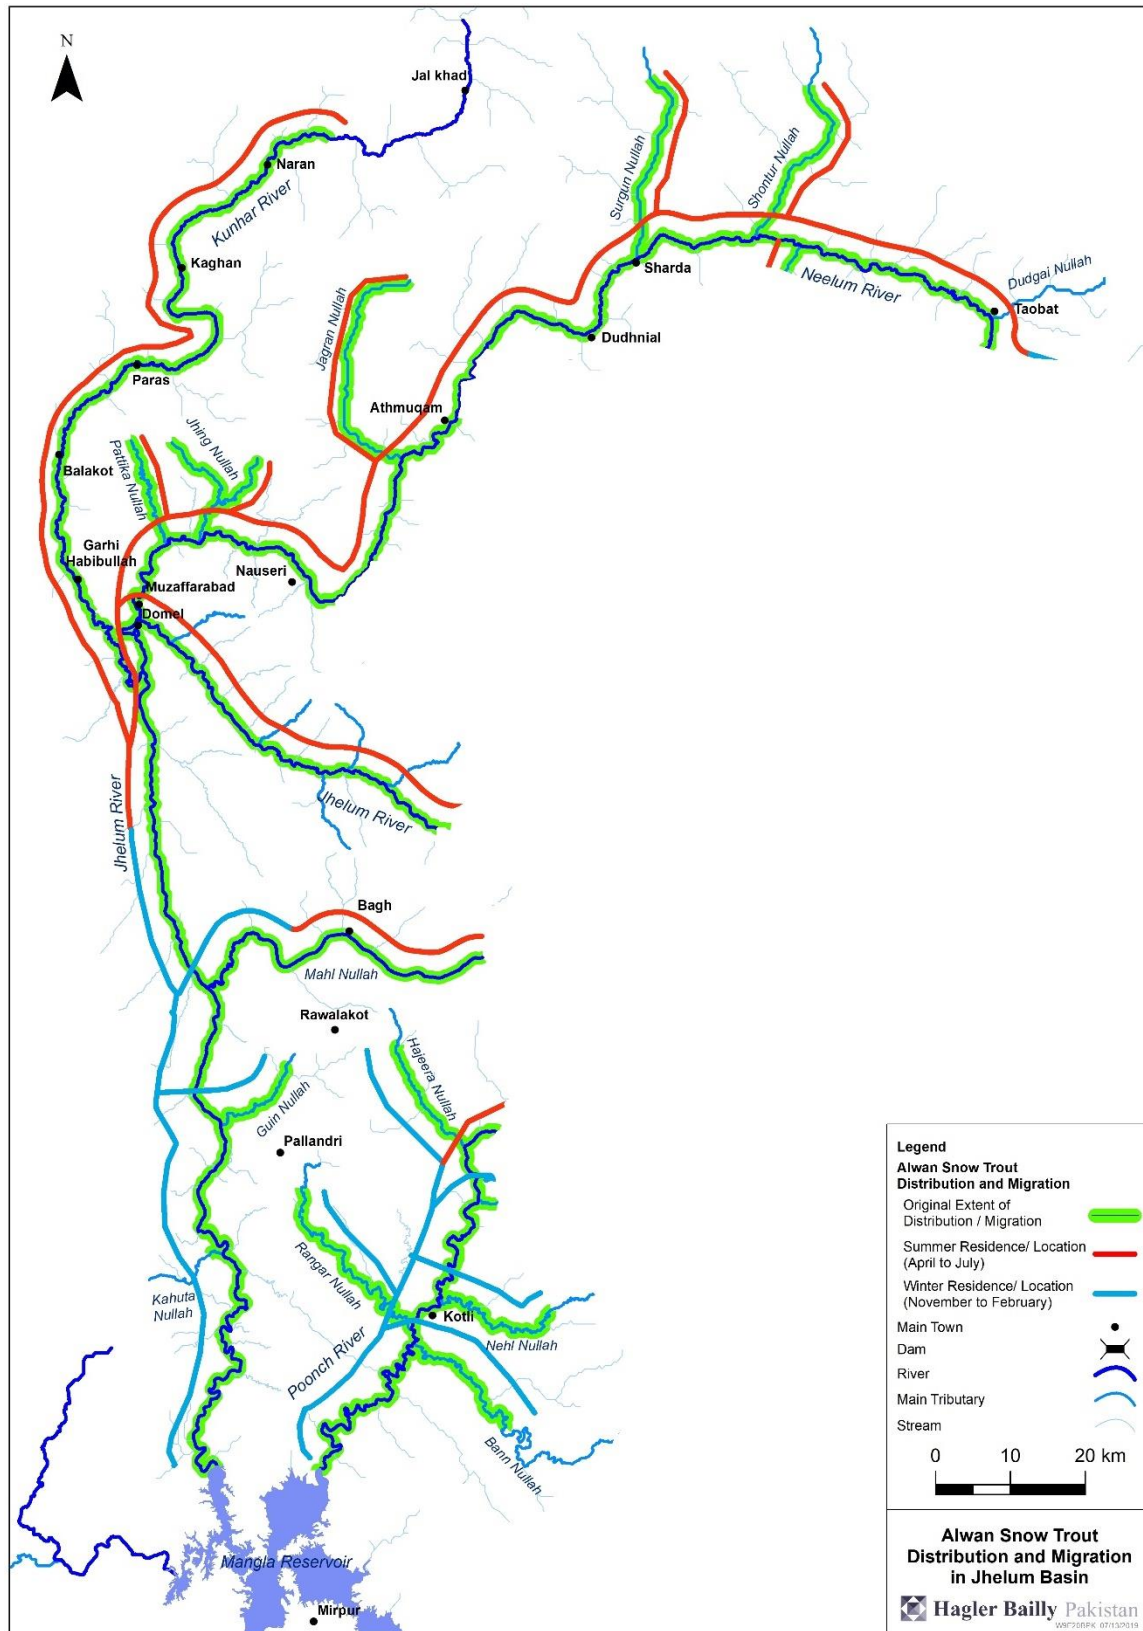 N
Jal khad
Naran
Kunhar River
Kaghan
Surgun Nullah
Shontur Nullah
Sharda
Neelum River
Dudgai Nullah
Taobat
Dudhnial
Jagran Nullah
Paras
Athmuqam
Balakot
Pattika Nullah
Jhing Nullah
Garhi
Habibullah
Nauseri
Muzaffarabad
Domel
Jhelum River
Jhelum River
Bagh
Mahl Nullah
Rawalakot
Hajeera Nullah
Guin Nullah
Pallandri
Rangar Nullah
Kahuta
Nullah
Kotli
Nehl Nullah
Poonch River
Bann Nullah
Mangla Reservoir
Mirpur
Legend
Alwan Snow Trout
Distribution and Migration
Original Extent of
Distribution / Migration
Summer Residence/ Location
(April to July)
Winter Residence/ Location
(November to February)
Main Town
Dam
River
Main Tributary
Stream
0 10 20 km
Alwan Snow Trout
Distribution and Migration
in Jhelum Basin
Hagler Bailly Pakistan